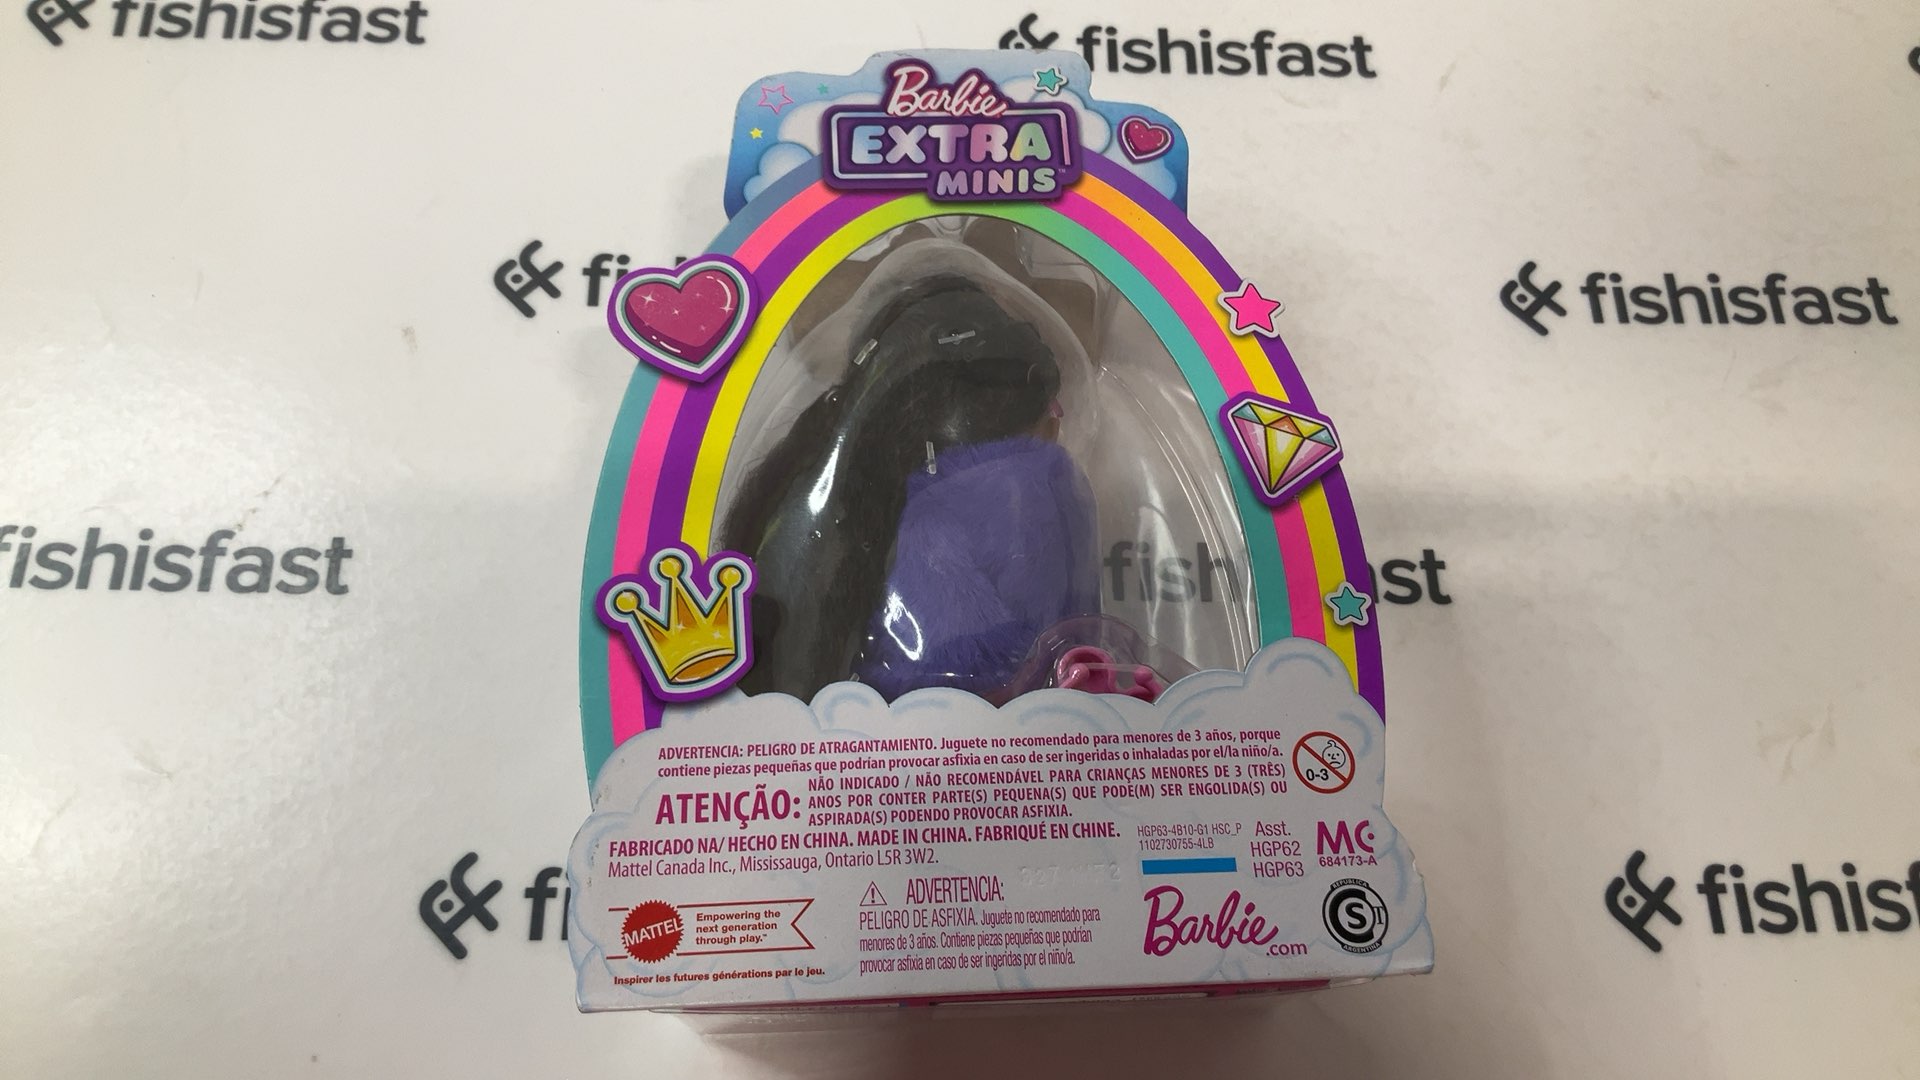 fishisfast
fishisfast
Barbie
EXTRA
MINIS™
fishisfast
fishisfast
fish
ast
ADVERTENCIA: PELIGRO DE ATRAGANTAMIENTO. Juguete no recomendado para menores de 3 años, porque
contiene piezas pequeñas que podrían provocar asfixia en caso de ser ingeridas o inhaladas por el/la niño/a.
0-3
ATENÇÃO:
NÃO INDICADO / NÃO RECOMENDÁVEL PARA CRIANÇAS MENORES DE 3 (TRÊS)
ANOS POR CONTER PARTE(S) PEQUENA(S) QUE PODE(M) SER ENGOLIDA(S) OU
ASPIRADA(S) PODENDO PROVOCAR ASFIXIA.
FABRICADO NA/ HECHO EN CHINA. MADE IN CHINA. FABRIQUÉ EN CHINE.
Mattel Canada Inc., Mississauga, Ontario L5R 3W2.
HGP63-4B10-G1 HSC_P
1102730755-4LB
Asst.
HGP62
HGP63
MC
684173-A
MATTEL
Empowering the
next generation
through play.™
Inspirer les futures générations par le jeu.
ADVERTENCIA:
PELIGRO DE ASFIXIA. Juguete no recomendado para
menores de 3 años. Contiene piezas pequeñas que podrían
provocar asfixia en caso de ser ingeridas por el niño/a.
Barbie.com
REPUBLICA
S
ARGENTINA
fishisf